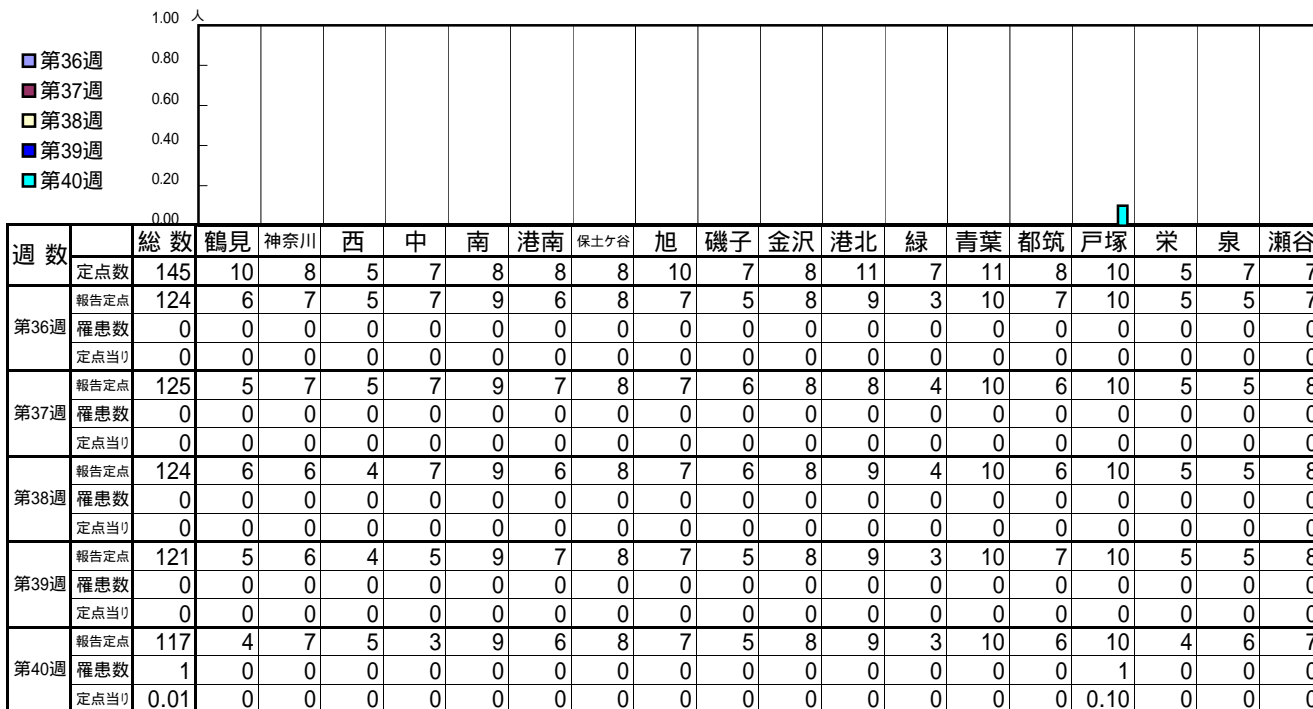 1.00 人
0.80
0.60
0.40
0.20
0.00
第36週
第37週
第38週
第39週
第40週
週 数 総 数 鶴見 神奈川 西 中 南 港南 保土ケ谷 旭 磯子 金沢 港北 緑 青葉 都筑 戸塚 栄 泉 瀬谷
定点数 145 10 8 5 7 8 8 8 10 7 8 11 7 11 8 10 5 7 7
第36週 報告定点 124 6 7 5 7 9 6 8 7 5 8 9 3 10 7 10 5 5 7
罹患数 0 0 0 0 0 0 0 0 0 0 0 0 0 0 0 0 0 0 0
定点当り 0 0 0 0 0 0 0 0 0 0 0 0 0 0 0 0 0 0 0
第37週 報告定点 125 5 7 5 7 9 7 8 7 6 8 8 4 10 6 10 5 5 8
罹患数 0 0 0 0 0 0 0 0 0 0 0 0 0 0 0 0 0 0 0
定点当り 0 0 0 0 0 0 0 0 0 0 0 0 0 0 0 0 0 0 0
第38週 報告定点 124 6 6 4 7 9 6 8 7 6 8 9 4 10 6 10 5 5 8
罹患数 0 0 0 0 0 0 0 0 0 0 0 0 0 0 0 0 0 0 0
定点当り 0 0 0 0 0 0 0 0 0 0 0 0 0 0 0 0 0 0 0
第39週 報告定点 121 5 6 4 5 9 7 8 7 5 8 9 3 10 7 10 5 5 8
罹患数 0 0 0 0 0 0 0 0 0 0 0 0 0 0 0 0 0 0 0
定点当り 0 0 0 0 0 0 0 0 0 0 0 0 0 0 0 0 0 0 0
第40週 報告定点 117 4 7 5 3 9 6 8 7 5 8 9 3 10 6 10 4 6 7
罹患数 1 0 0 0 0 0 0 0 0 0 0 0 0 0 0 1 0 0 0
定点当り 0.01 0 0 0 0 0 0 0 0 0 0 0 0 0 0 0.10 0 0 0